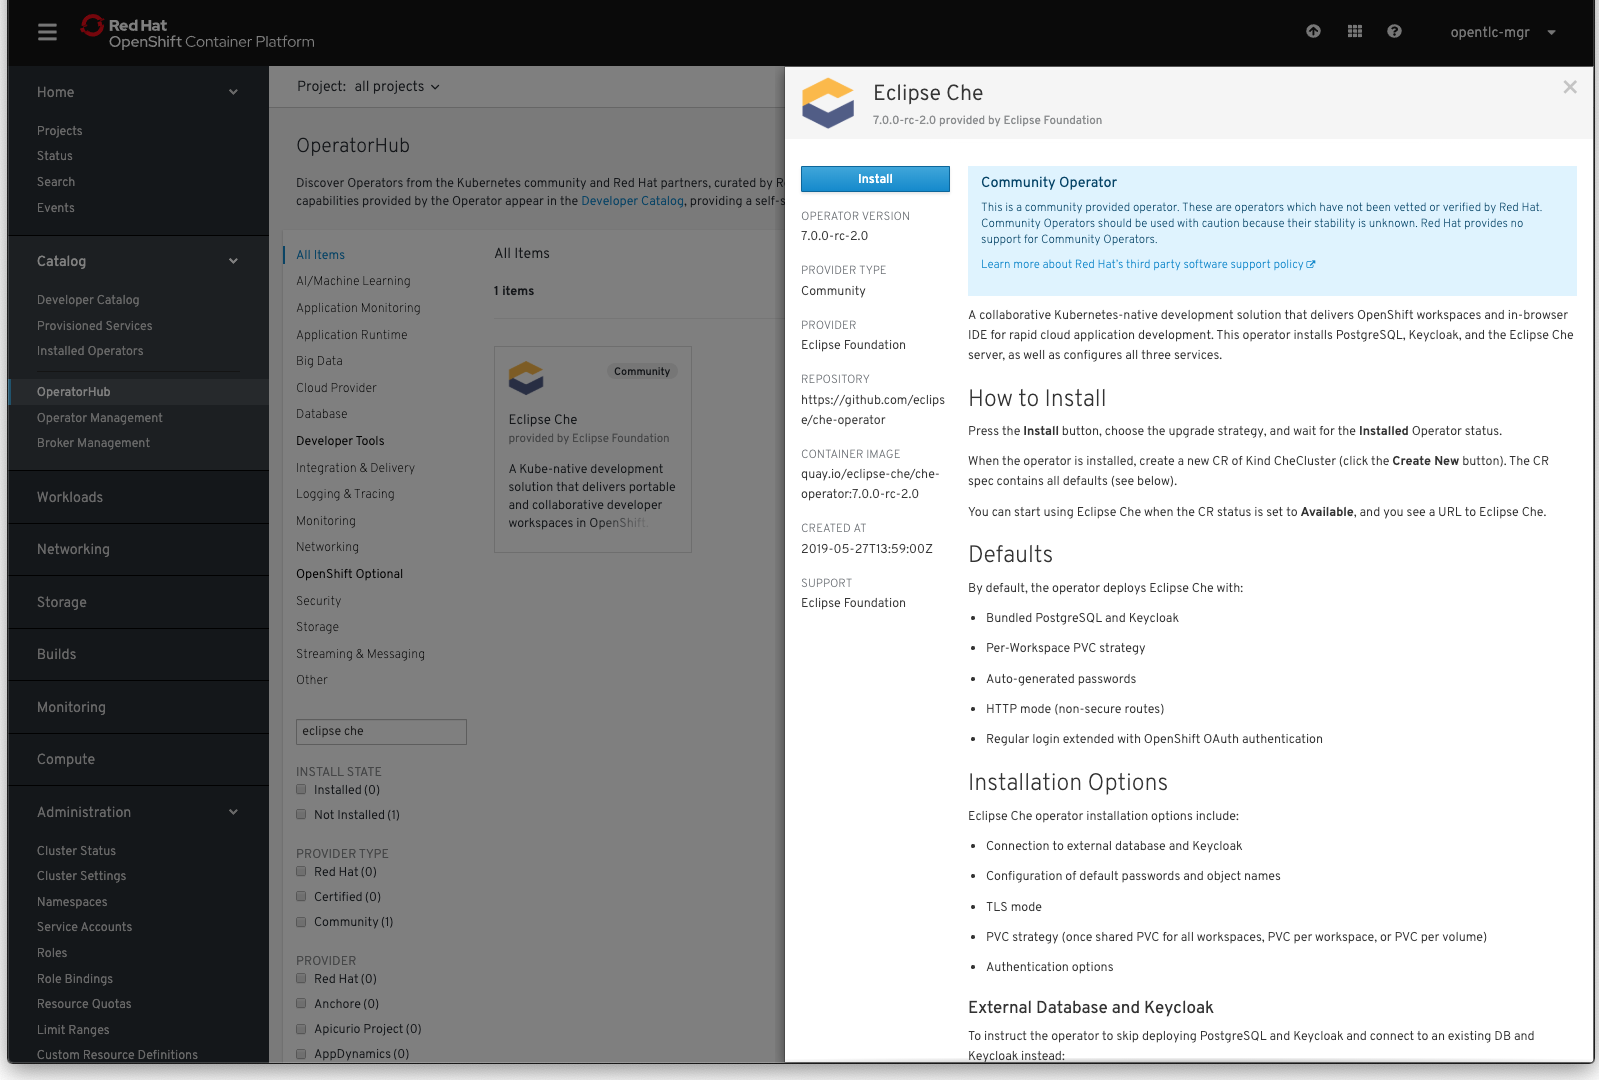 Red Hat
OpenShift Container Platform
opentlc-mgr
Home
Projects
Status
Search
Events
Catalog
Developer Catalog
Provisioned Services
Installed Operators
OperatorHub
Operator Management
Broker Management
Workloads
Networking
Storage
Builds
Monitoring
Compute
Administration
Cluster Status
Cluster Settings
Namespaces
Service Accounts
Roles
Role Bindings
Resource Quotas
Limit Ranges
Custom Resource Definitions
Project: all projects
OperatorHub
Discover Operators from the Kubernetes community and Red Hat partners, curated by R
capabilities provided by the Operator appear in the Developer Catalog, providing a self-s
All Items
AI/Machine Learning
Application Monitoring
Application Runtime
Big Data
Cloud Provider
Database
Developer Tools
Integration & Delivery
Logging & Tracing
Monitoring
Networking
OpenShift Optional
Security
Storage
Streaming & Messaging
Other
eclipse che
INSTALL STATE
Installed (0)
Not Installed (1)
PROVIDER TYPE
Red Hat (0)
Certified (0)
Community (1)
PROVIDER
Red Hat (0)
Anchore (0)
Apicurio Project (0)
AppDynamics (0)
All Items
1 items
Community
Eclipse Che
provided by Eclipse Foundation
A Kube-native development
solution that delivers portable
and collaborative developer
workspaces in OpenShift.
Eclipse Che
7.0.0-rc-2.0 provided by Eclipse Foundation
Install
OPERATOR VERSION
7.0.0-rc-2.0
PROVIDER TYPE
Community
PROVIDER
Eclipse Foundation
REPOSITORY
https://github.com/eclips
e/che-operator
CONTAINER IMAGE
quay.io/eclipse-che/che-
operator:7.0.0-rc-2.0
CREATED AT
2019-05-27T13:59:00Z
SUPPORT
Eclipse Foundation
Community Operator
This is a community provided operator. These are operators which have not been vetted or verified by Red Hat.
Community Operators should be used with caution because their stability is unknown. Red Hat provides no
support for Community Operators.
Learn more about Red Hat's third party software support policy
A collaborative Kubernetes-native development solution that delivers OpenShift workspaces and in-browser
IDE for rapid cloud application development. This operator installs PostgreSQL, Keycloak, and the Eclipse Che
server, as well as configures all three services.
How to Install
Press the Install button, choose the upgrade strategy, and wait for the Installed Operator status.
When the operator is installed, create a new CR of Kind CheCluster (click the Create New button). The CR
spec contains all defaults (see below).
You can start using Eclipse Che when the CR status is set to Available, and you see a URL to Eclipse Che.
Defaults
By default, the operator deploys Eclipse Che with:
• Bundled PostgreSQL and Keycloak
• Per-Workspace PVC strategy
• Auto-generated passwords
• HTTP mode (non-secure routes)
• Regular login extended with OpenShift OAuth authentication
Installation Options
Eclipse Che operator installation options include:
• Connection to external database and Keycloak
• Configuration of default passwords and object names
• TLS mode
• PVC strategy (once shared PVC for all workspaces, PVC per workspace, or PVC per volume)
• Authentication options
External Database and Keycloak
To instruct the operator to skip deploying PostgreSQL and Keycloak and connect to an existing DB and
Keycloak instead: